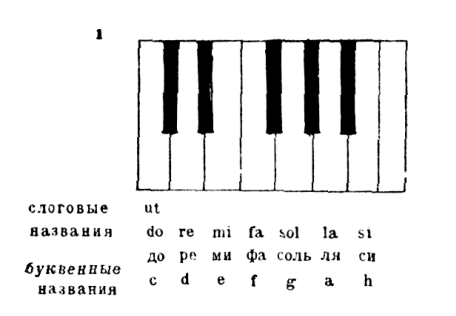 1
слоговые ut
названия do re mi fa sol la si
до ре ми фа соль ля си
буквенные
названия c d e f g a h